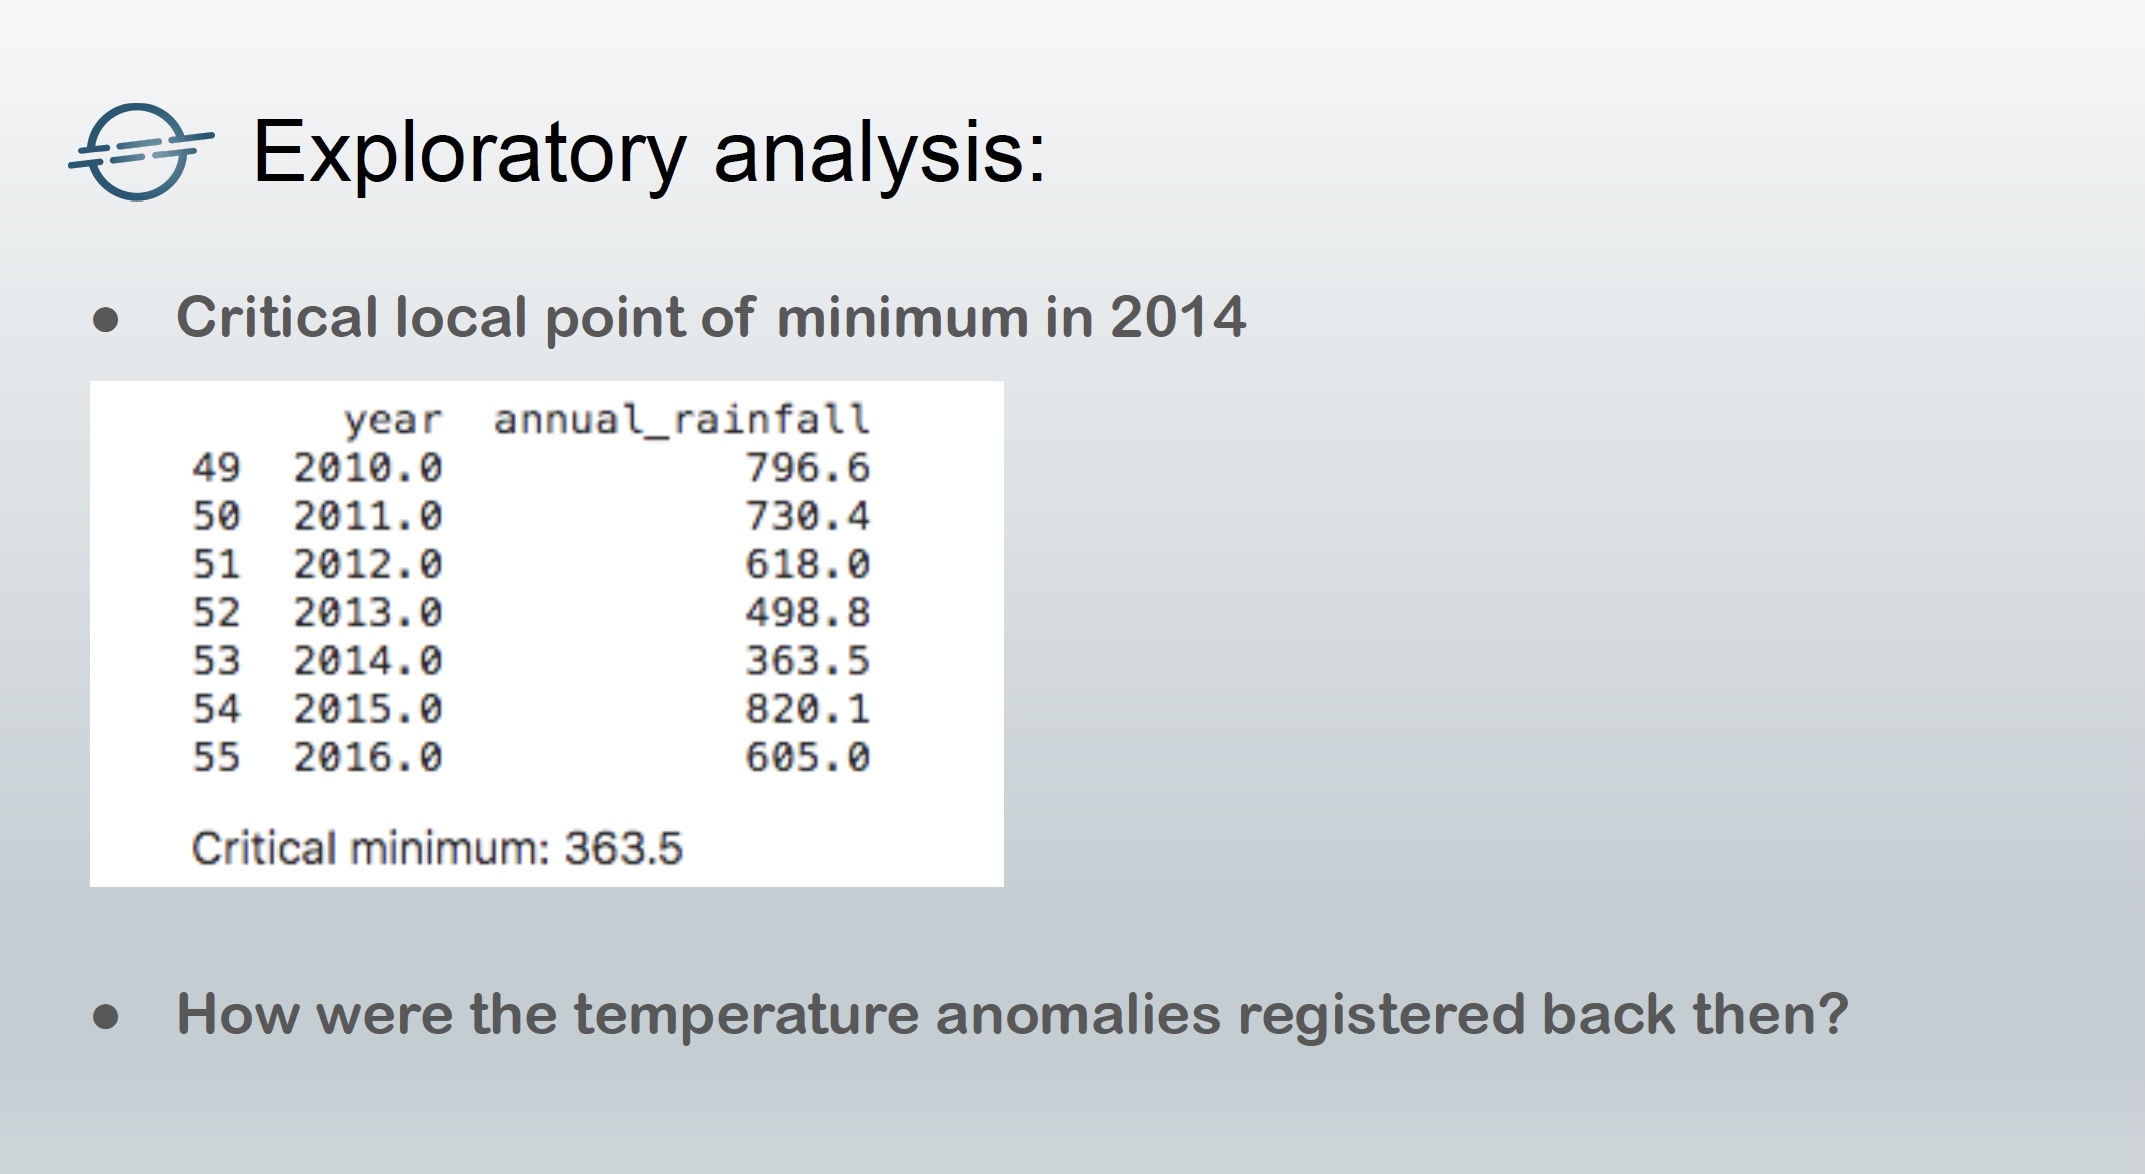 Exploratory analysis:
● Critical local point of minimum in 2014
year annual_rainfall
49 2010.0 796.6
50 2011.0 730.4
51 2012.0 618.0
52 2013.0 498.8
53 2014.0 363.5
54 2015.0 820.1
55 2016.0 605.0
Critical minimum: 363.5
● How were the temperature anomalies registered back then?